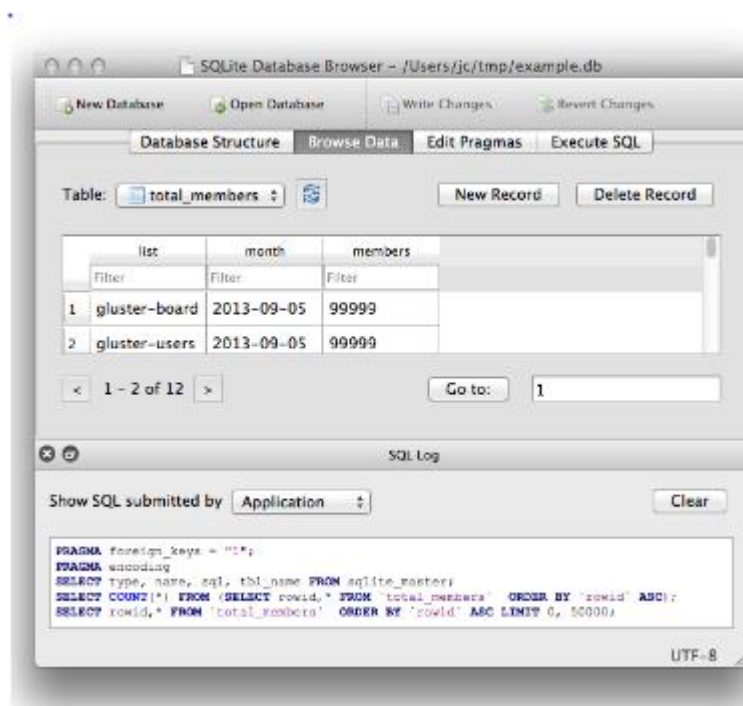 SQLite Database Browser - /Users/jc/tmp/example.db
New Database Open Database Write Changes Revert Changes
Database Structure Browse Data Edit Pragmas Execute SQL
Table: total_members New Record Delete Record
list month members
Filter Filter Filter
1 gluster-board 2013-09-05 99999
2 gluster-users 2013-09-05 99999
< 1 - 2 of 12 > Go to: 1
SQL Log
Show SQL submitted by Application Clear
PRAGMA foreign_keys = "1";
PRAGMA encoding
SELECT type, name, sql, tbl_name FROM sqlite_master;
SELECT COUNT(*) FROM (SELECT rowid,* FROM `total_members` ORDER BY `rowid` ASC);
SELECT rowid,* FROM `total_members` ORDER BY `rowid` ASC LIMIT 0, 50000;
UTF-8